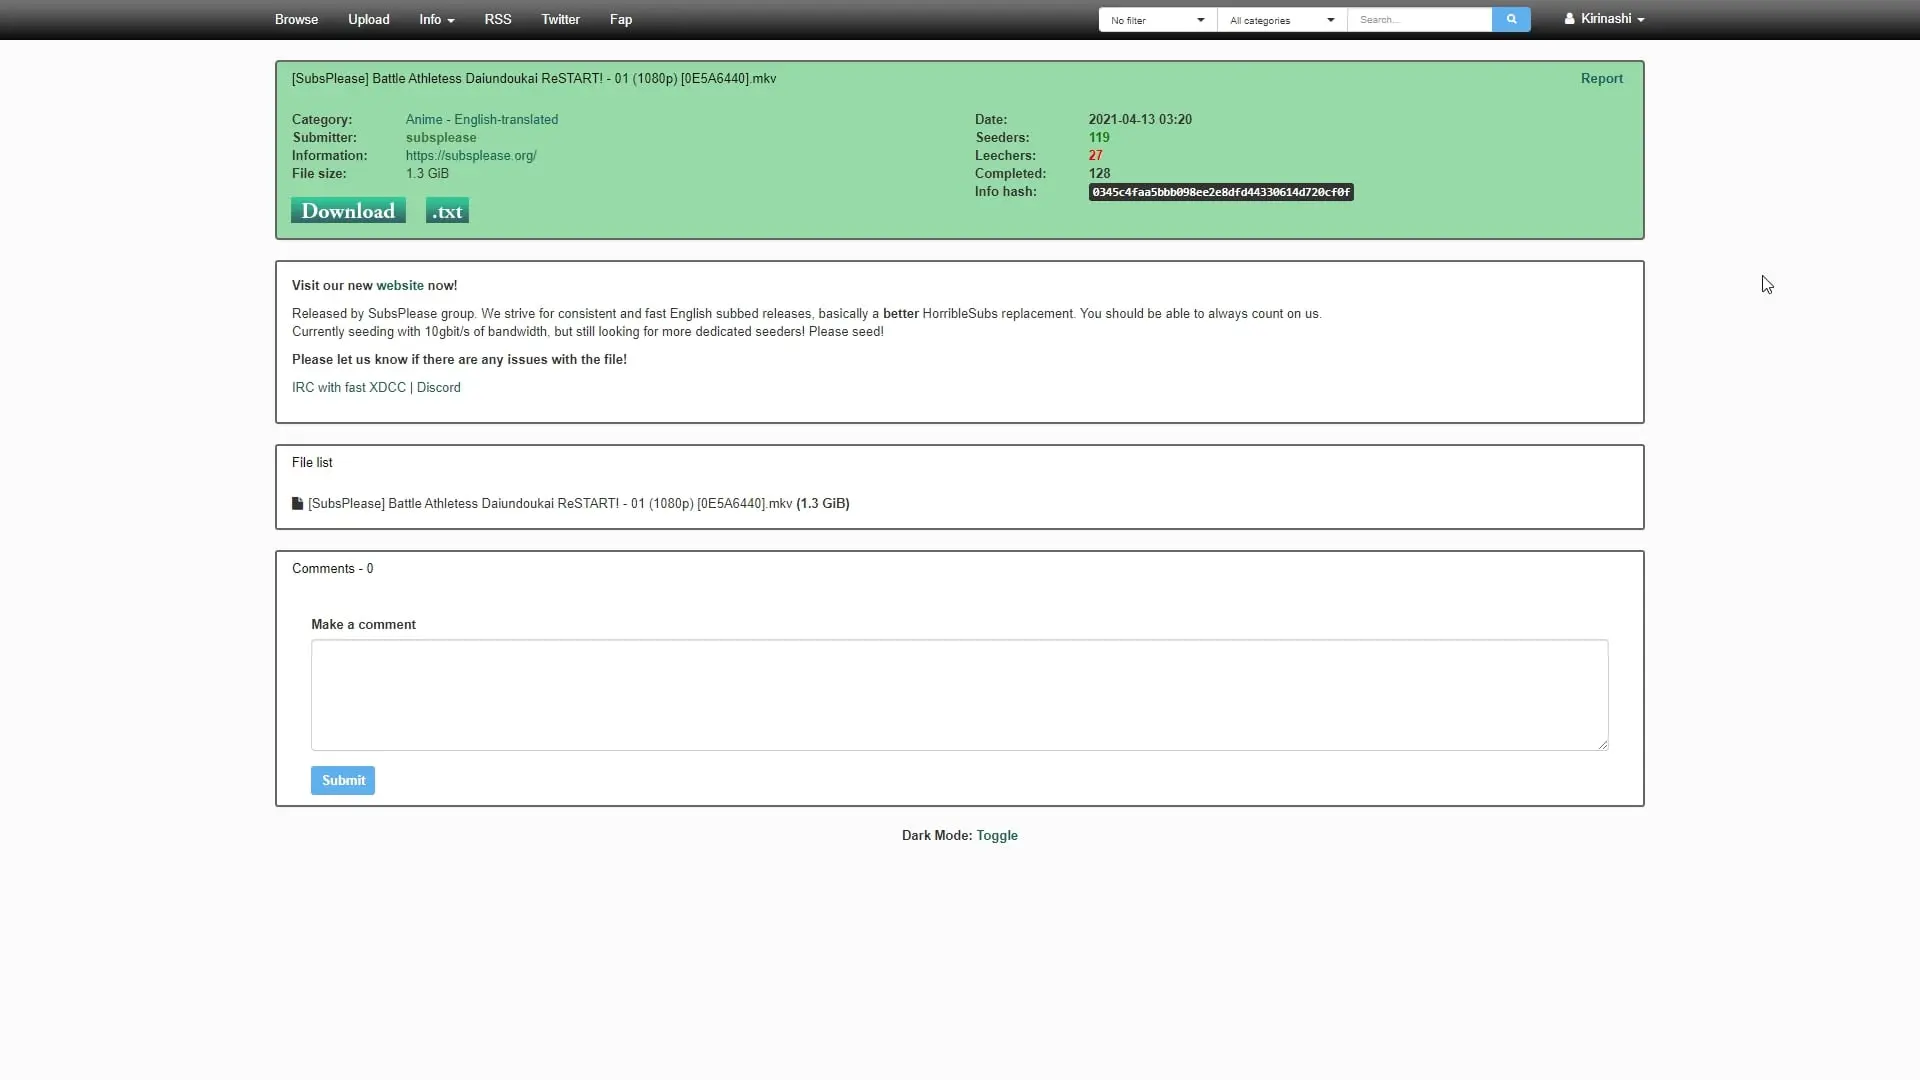 Browse Upload Info RSS Twitter Fap No filter All categories Search... Kirinashi
[SubsPlease] Battle Athletess Daiundoukai ReSTART! - 01 (1080p) [0E5A6440].mkv Report
Category: Anime - English-translated Date: 2021-04-13 03:20
Submitter: subsplease Seeders: 119
Information: https://subsplease.org/ Leechers: 27
File size: 1.3 GiB Completed: 128
Info hash: 0345c4faa5bbb098ee2e8dfd44330614d720cf0f
Download .txt
Visit our new website now!
Released by SubsPlease group. We strive for consistent and fast English subbed releases, basically a better HorribleSubs replacement. You should be able to always count on us.
Currently seeding with 10gbit/s of bandwidth, but still looking for more dedicated seeders! Please seed!
Please let us know if there are any issues with the file!
IRC with fast XDCC | Discord
File list
[SubsPlease] Battle Athletess Daiundoukai ReSTART! - 01 (1080p) [0E5A6440].mkv (1.3 GiB)
Comments - 0
Make a comment
Submit
Dark Mode: Toggle